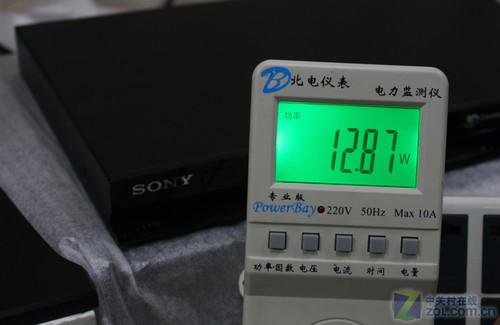 SONY
北电仪表
电力监测仪
功率
12.87W
专业版
PowerBay 220V 50Hz Max 10A
功率·因数 电压 电流 时间 电量
中关村在线
zol.com.cn